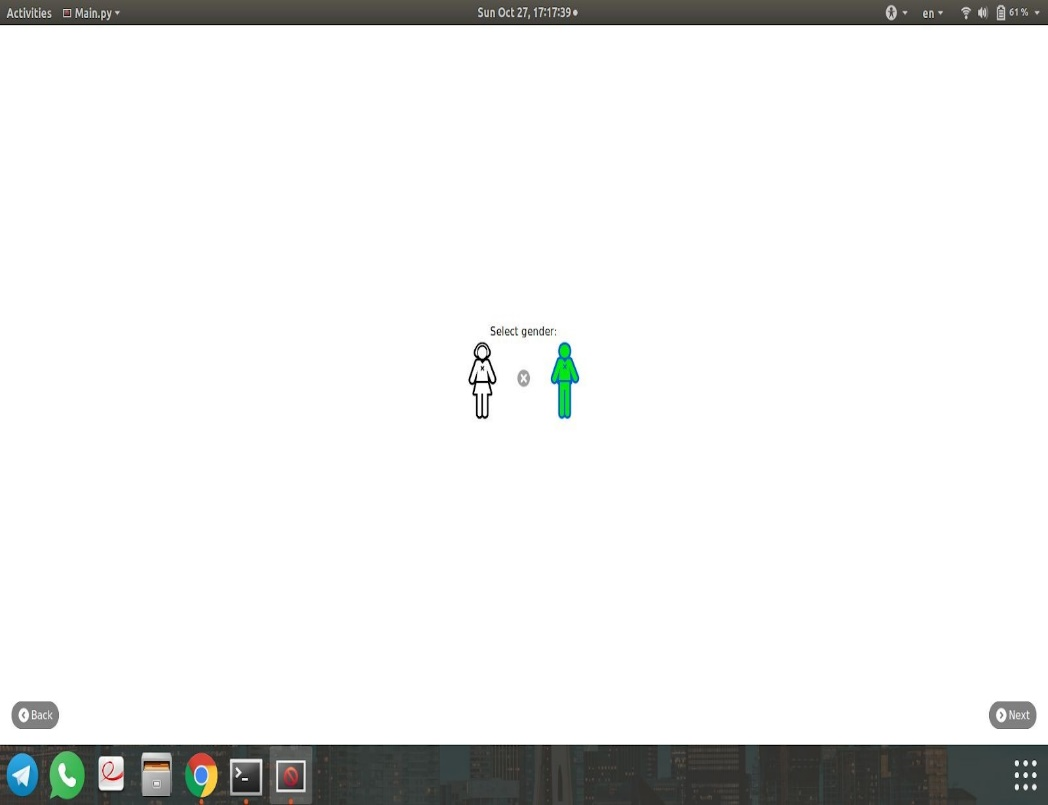 Activities Main.py Sun Oct 27, 17:17:39 en 61%
Select gender:
Back Next